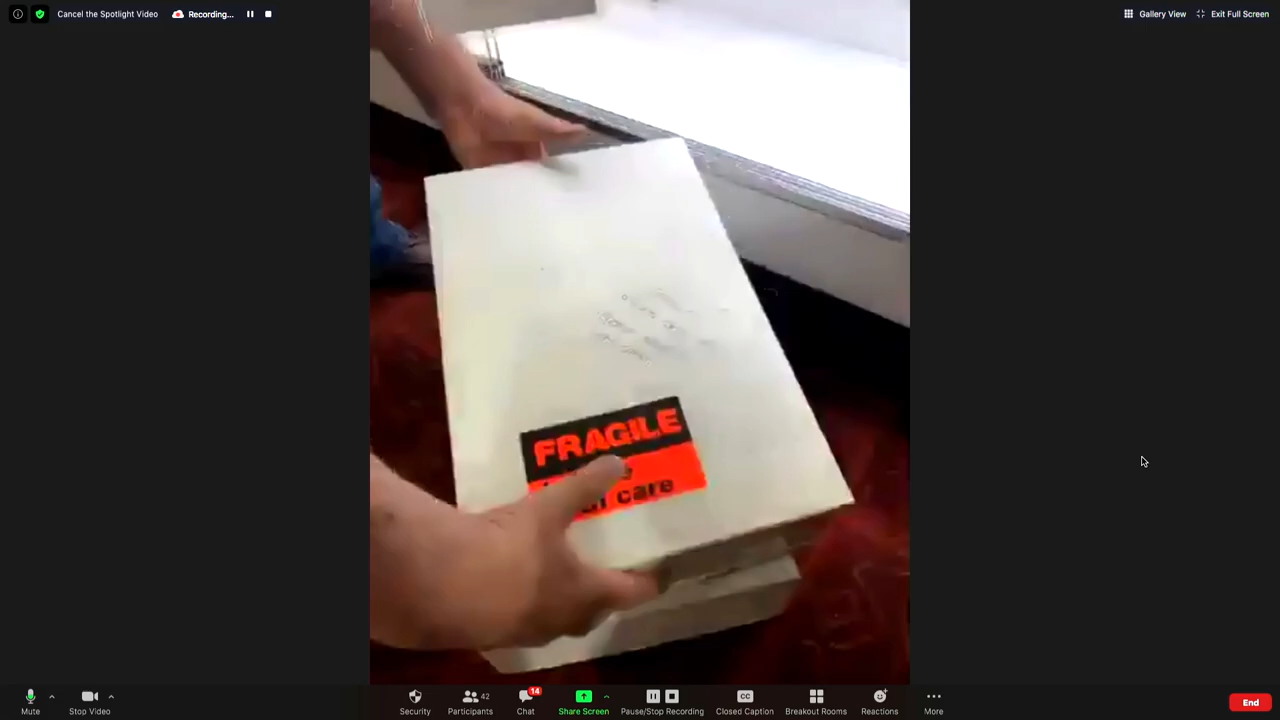 Cancel the Spotlight Video
Recording...
Gallery View
Exit Full Screen
FRAGILE
care
Mute
Stop Video
Security
Participants
42
Chat
14
Share Screen
Pause/Stop Recording
CC
Closed Caption
Breakout Rooms
Reactions
More
End